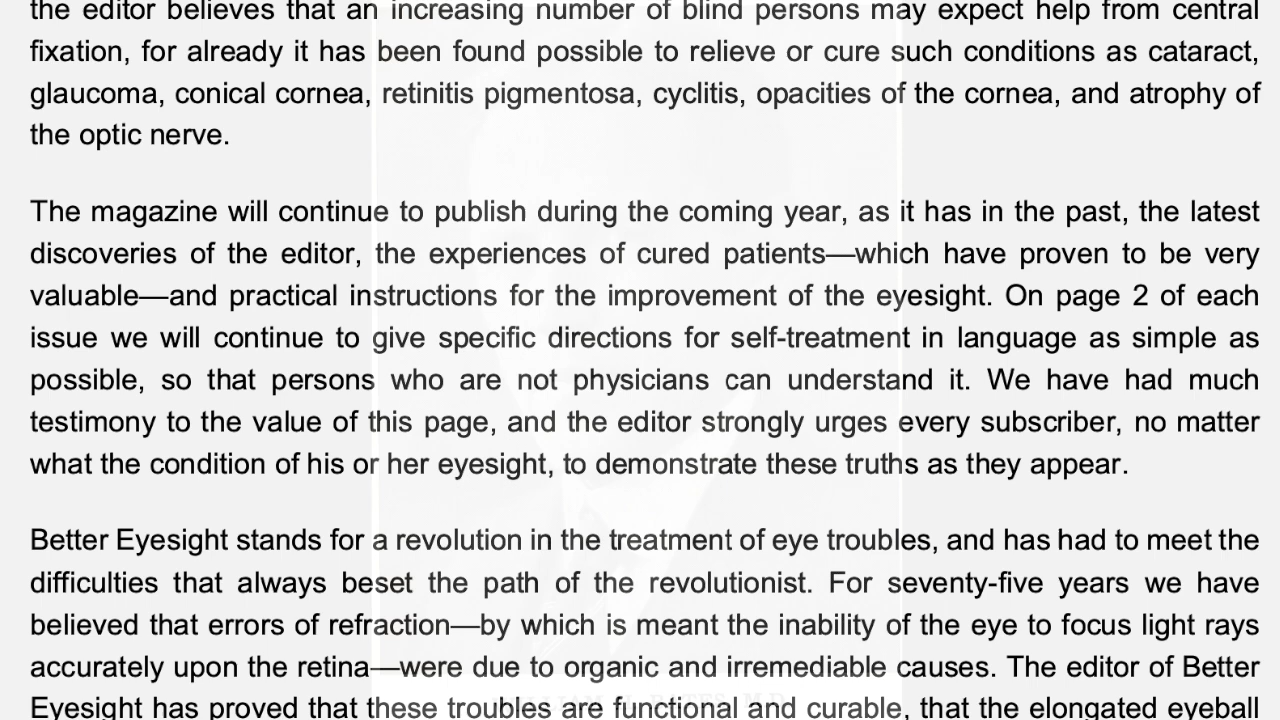 the editor believes that an increasing number of blind persons may expect help from central
fixation, for already it has been found possible to relieve or cure such conditions as cataract,
glaucoma, conical cornea, retinitis pigmentosa, cyclitis, opacities of the cornea, and atrophy of
the optic nerve.
The magazine will continue to publish during the coming year, as it has in the past, the latest
discoveries of the editor, the experiences of cured patients—which have proven to be very
valuable—and practical instructions for the improvement of the eyesight. On page 2 of each
issue we will continue to give specific directions for self-treatment in language as simple as
possible, so that persons who are not physicians can understand it. We have had much
testimony to the value of this page, and the editor strongly urges every subscriber, no matter
what the condition of his or her eyesight, to demonstrate these truths as they appear.
Better Eyesight stands for a revolution in the treatment of eye troubles, and has had to meet the
difficulties that always beset the path of the revolutionist. For seventy-five years we have
believed that errors of refraction—by which is meant the inability of the eye to focus light rays
accurately upon the retina—were due to organic and irremediable causes. The editor of Better
Eyesight has proved that these troubles are functional and curable, that the elongated eyeball